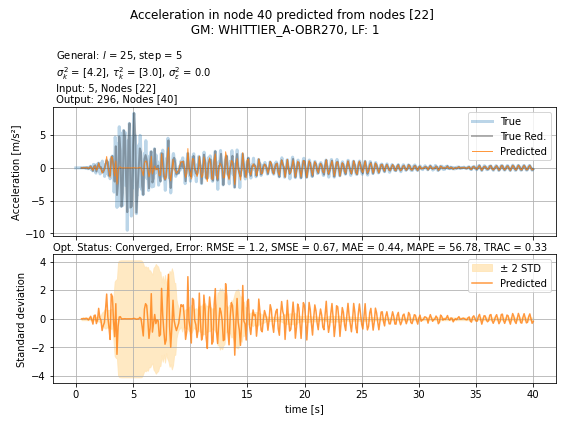 Acceleration in node 40 predicted from nodes [22]
GM: WHITTIER_A-OBR270, LF: 1
General: l = 25, step = 5
σ²ₖ = [4.2], τ²ₖ = [3.0], σ²ε = 0.0
Input: 5, Nodes [22]
Output: 296, Nodes [40]
True
True Red.
Predicted
Acceleration [m/s²]
5
0
−5
−10
Opt. Status: Converged, Error: RMSE = 1.2, SMSE = 0.67, MAE = 0.44, MAPE = 56.78, TRAC = 0.33
± 2 STD
Predicted
Standard deviation
4
2
0
−2
−4
0 5 10 15 20 25 30 35 40
time [s]